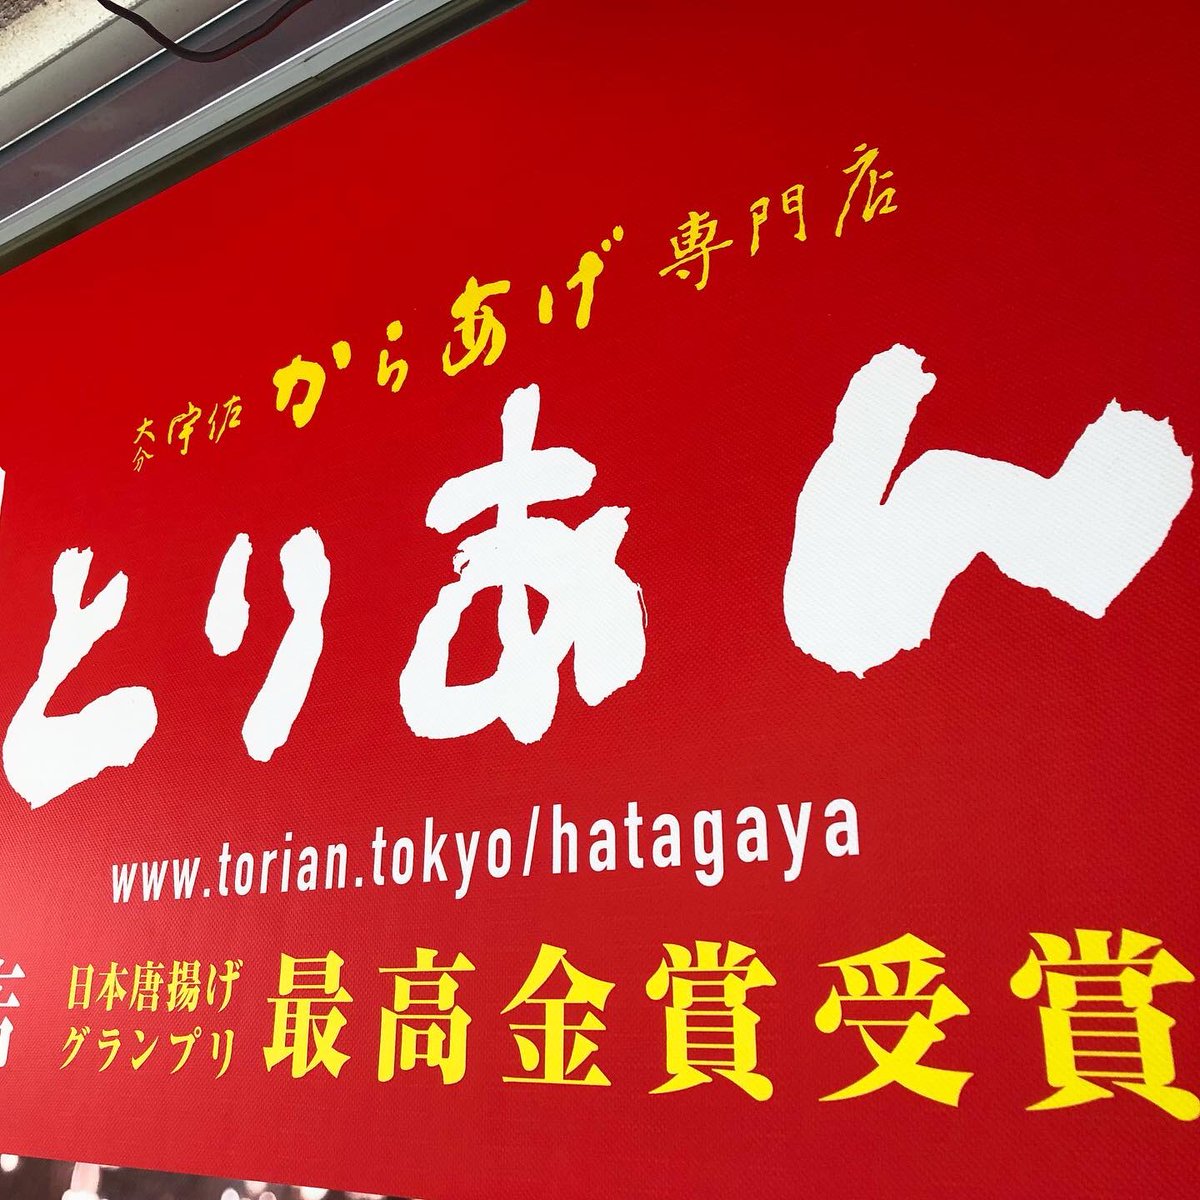 大分宇佐 からあげ 専門店
とりあん
www.torian.tokyo/hatagaya
日本唐揚げ
グランプリ
最高金賞受賞